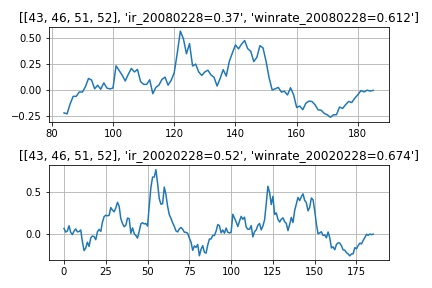 [[43, 46, 51, 52], 'ir_20080228=0.37', 'winrate_20080228=0.612']
0.50
0.25
0.00
−0.25
80 100 120 140 160 180
[[43, 46, 51, 52], 'ir_20020228=0.52', 'winrate_20020228=0.674']
0.5
0.0
0 25 50 75 100 125 150 175